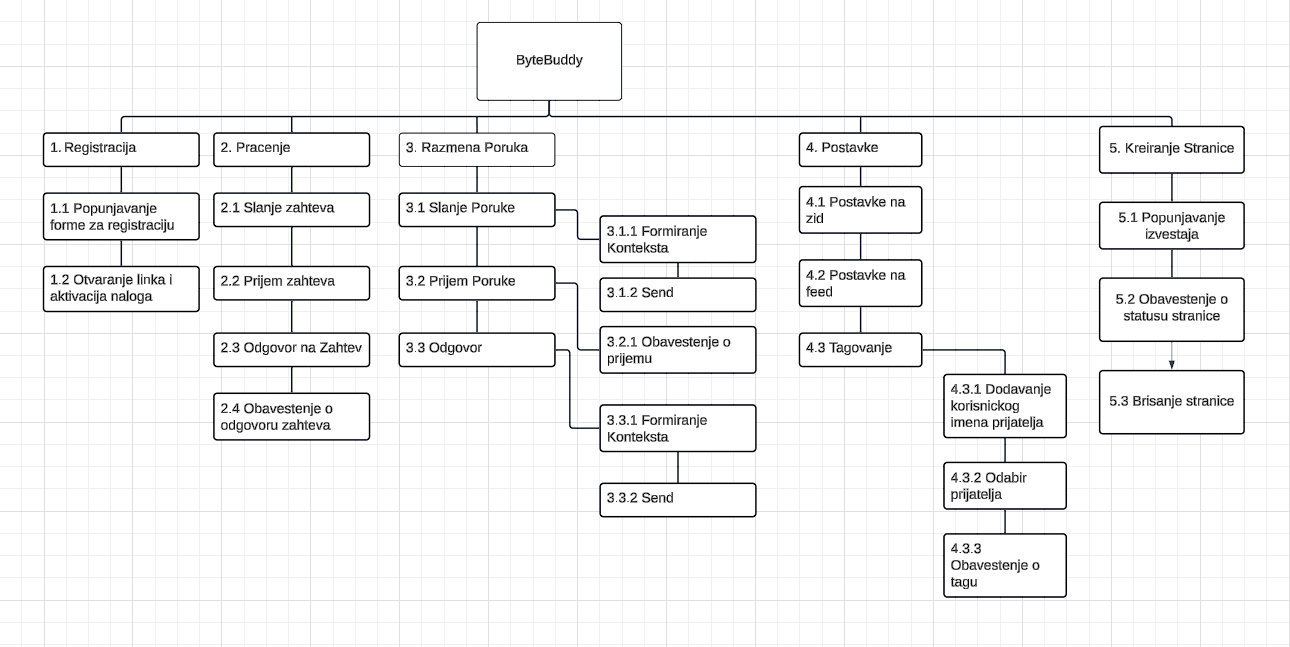 ByteBuddy
1. Registracija
1.1 Popunjavanje
forme za registraciju
1.2 Otvaranje linka i
aktivacija naloga
2. Pracenje
2.1 Slanje zahteva
2.2 Prijem zahteva
2.3 Odgovor na Zahtev
2.4 Obavestenje o
odgovoru zahteva
3. Razmena Poruka
3.1 Slanje Poruke
3.1.1 Formiranje
Konteksta
3.1.2 Send
3.2 Prijem Poruke
3.2.1 Obavestenje o
prijemu
3.3 Odgovor
3.3.1 Formiranje
Konteksta
3.3.2 Send
4. Postavke
4.1 Postavke na
zid
4.2 Postavke na
feed
4.3 Tagovanje
4.3.1 Dodavanje
korisnickog
imena prijatelja
4.3.2 Odabir
prijatelja
4.3.3
Obavestenje o
tagu
5. Kreiranje Stranice
5.1 Popunjavanje
izvestaja
5.2 Obavestenje o
statusu stranice
5.3 Brisanje stranice